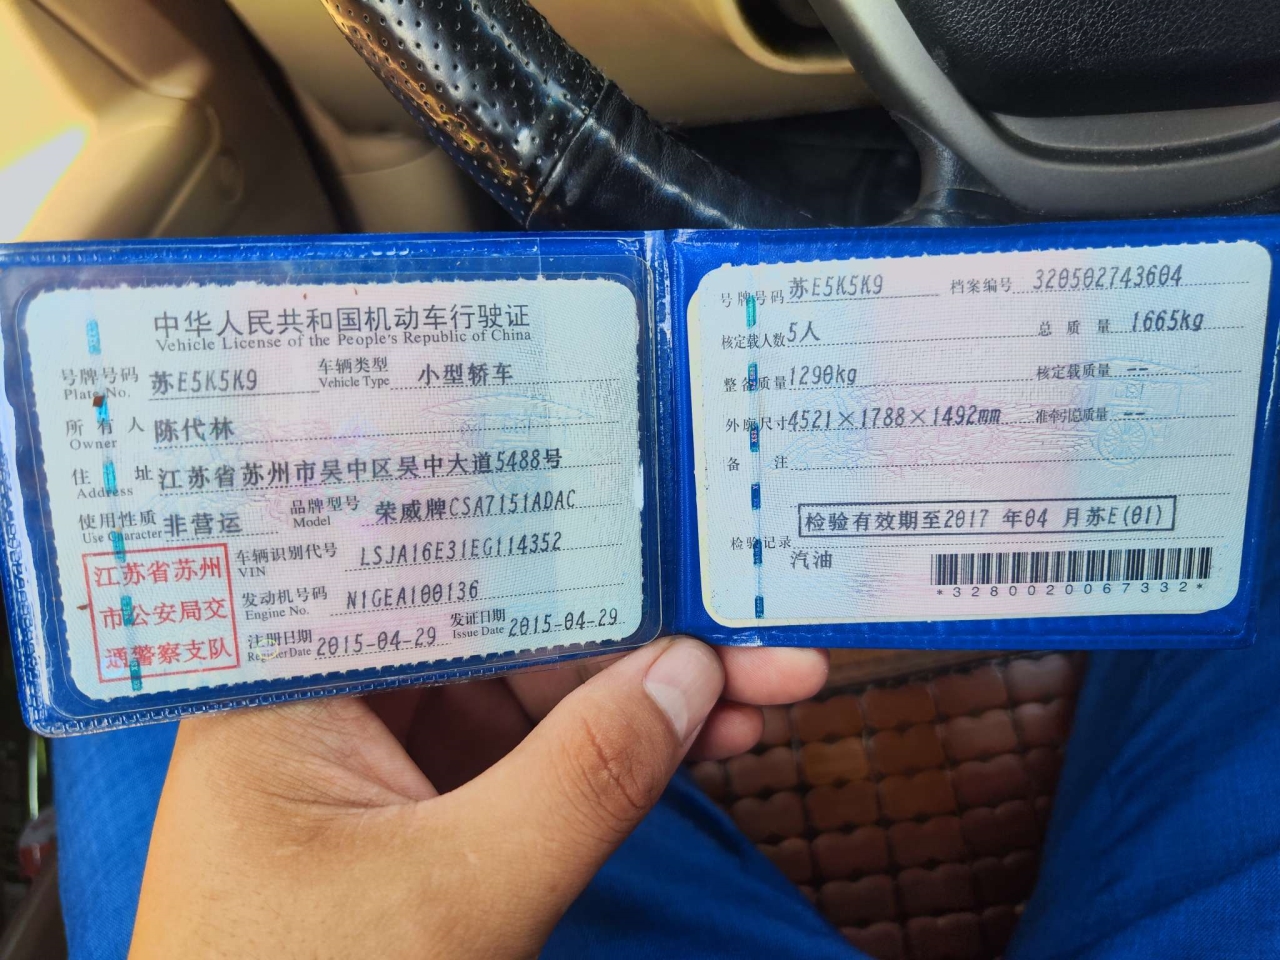 中华人民共和国机动车行驶证
Vehicle License of the People's Republic of China
号牌号码 苏E5K5K9 车辆类型 小型轿车
Plate No. Vehicle Type
所有人 陈代林
Owner
住址 江苏省苏州市吴中区吴中大道5488号
Address
使用性质 非营运 品牌型号 荣威牌CSA7151ADAC
Use Character Model
江苏省苏州
市公安局交
通警察支队
车辆识别代号 LSJA16E31EG114352
VIN
发动机号码 N1GEA100136
Engine No.
注册日期 2015-04-29 发证日期 2015-04-29
Register Date Issue Date
号牌号码 苏E5K5K9 档案编号 320502743604
核定载人数 5人 总质量 1665kg
整备质量 1290kg 核定载质量 --
外廓尺寸 4521×1788×1492mm 准牵引总质量 --
备注
检验有效期至2017 年04 月苏E(01)
检验记录
汽油
*3280020067332*